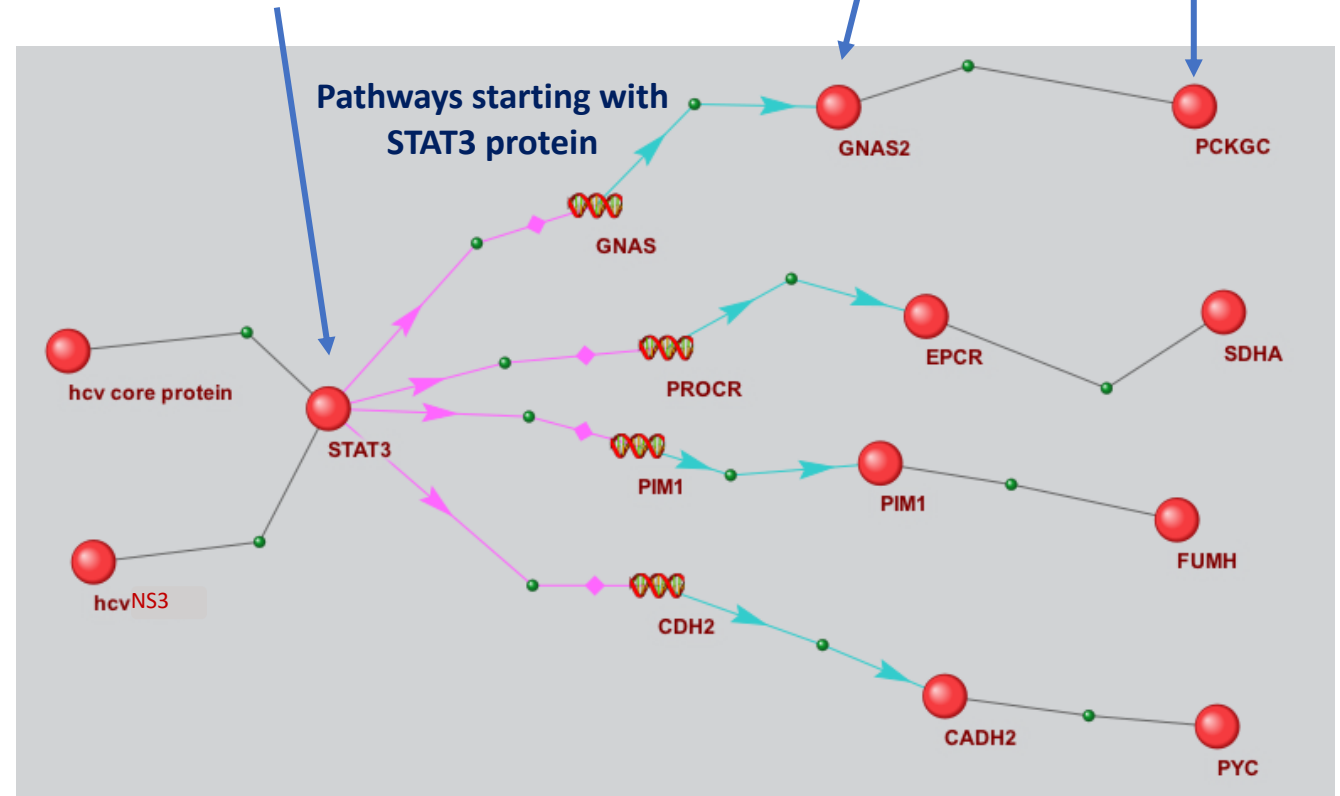 Pathways starting with
STAT3 protein
GNAS2
PCKGC
GNAS
EPCR
SDHA
PROCR
hcv core protein
STAT3
PIM1
PIM1
FUMH
hcvNS3
CDH2
CADH2
PYC